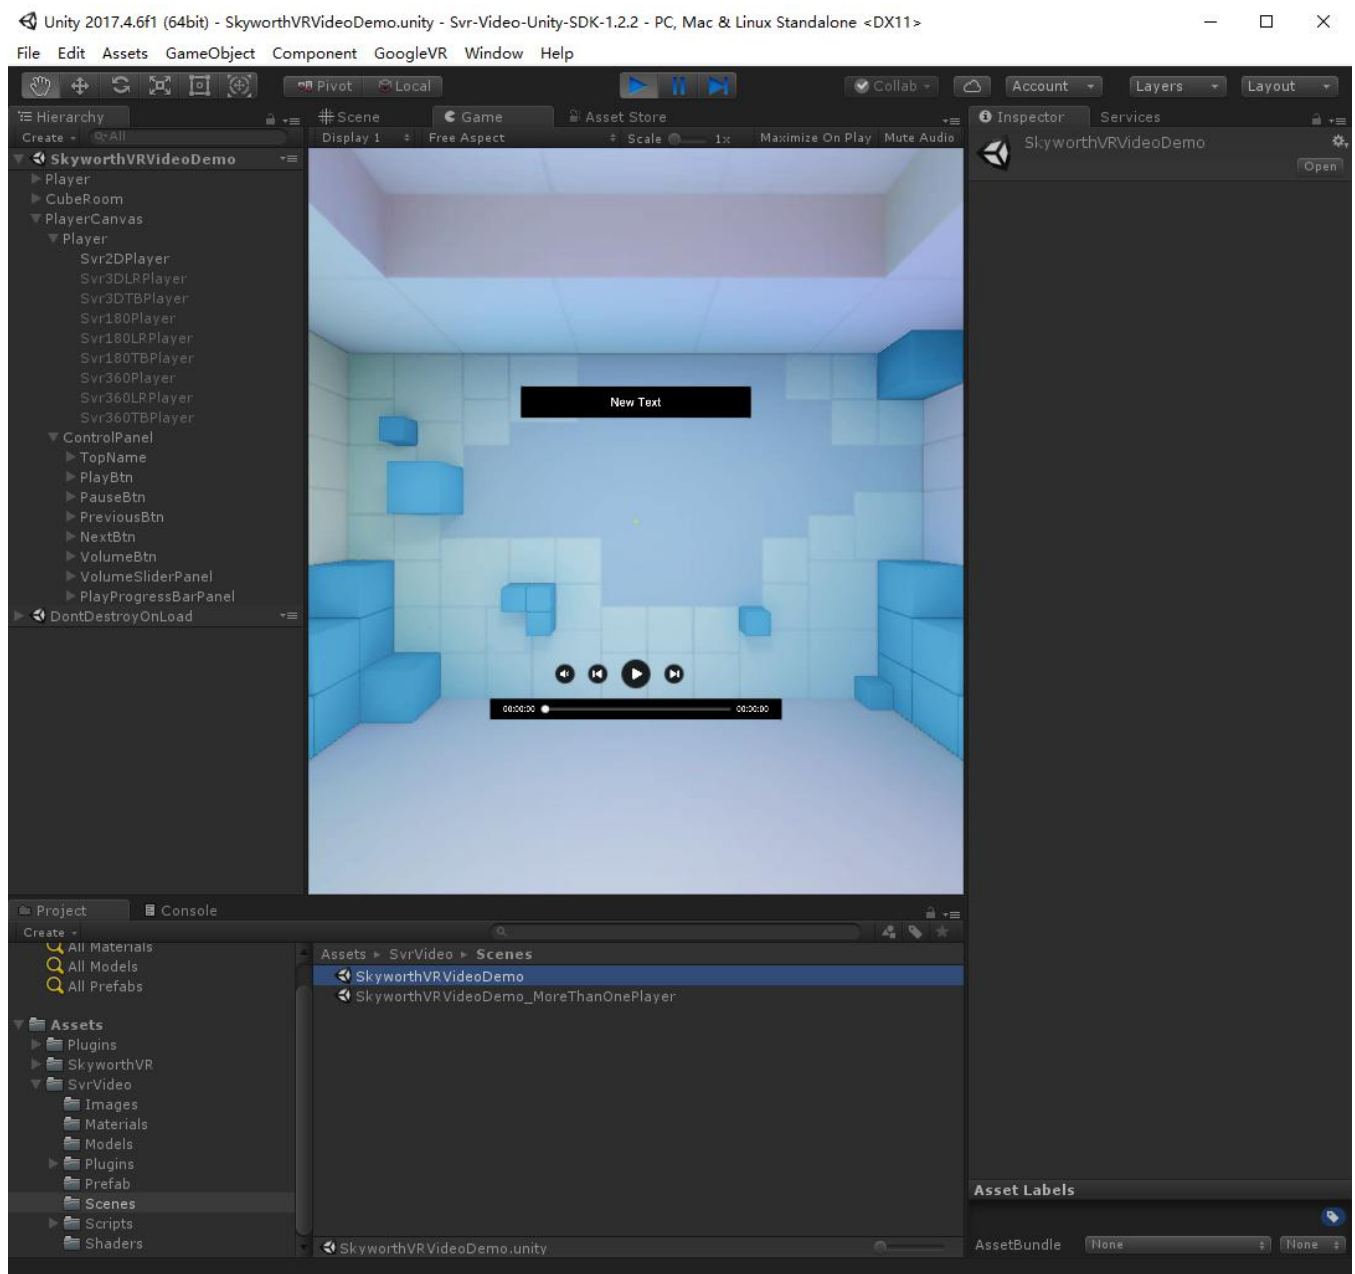 Unity 2017.4.6f1 (64bit) - SkyworthVRVideoDemo.unity - Svr-Video-Unity-SDK-1.2.2 - PC, Mac & Linux Standalone <DX11>
File Edit Assets GameObject Component GoogleVR Window Help
Pivot Local Collab Account Layers Layout
Hierarchy Scene Game Asset Store Inspector Services
Create All Display 1 Free Aspect Scale 1x Maximize On Play Mute Audio
SkyworthVRVideoDemo
Open
SkyworthVRVideoDemo
Player
CubeRoom
PlayerCanvas
Player
Svr2DPlayer
Svr3DLRPlayer
Svr3DTBPlayer
Svr180Player
Svr180LRPlayer
Svr180TBPlayer
Svr360Player
Svr360LRPlayer
Svr360TBPlayer
ControlPanel
TopName
PlayBtn
PauseBtn
PreviousBtn
NextBtn
VolumeBtn
VolumeSliderPanel
PlayProgressBarPanel
DontDestroyOnLoad
New Text
00:00:00 00:00:00
Project Console
Create
All Materials
All Models
All Prefabs
Assets
Plugins
SkyworthVR
SvrVideo
Images
Materials
Models
Plugins
Prefab
Scenes
Scripts
Shaders
Assets SvrVideo Scenes
SkyworthVRVideoDemo
SkyworthVRVideoDemo_MoreThanOnePlayer
SkyworthVRVideoDemo.unity
Asset Labels
AssetBundle None None